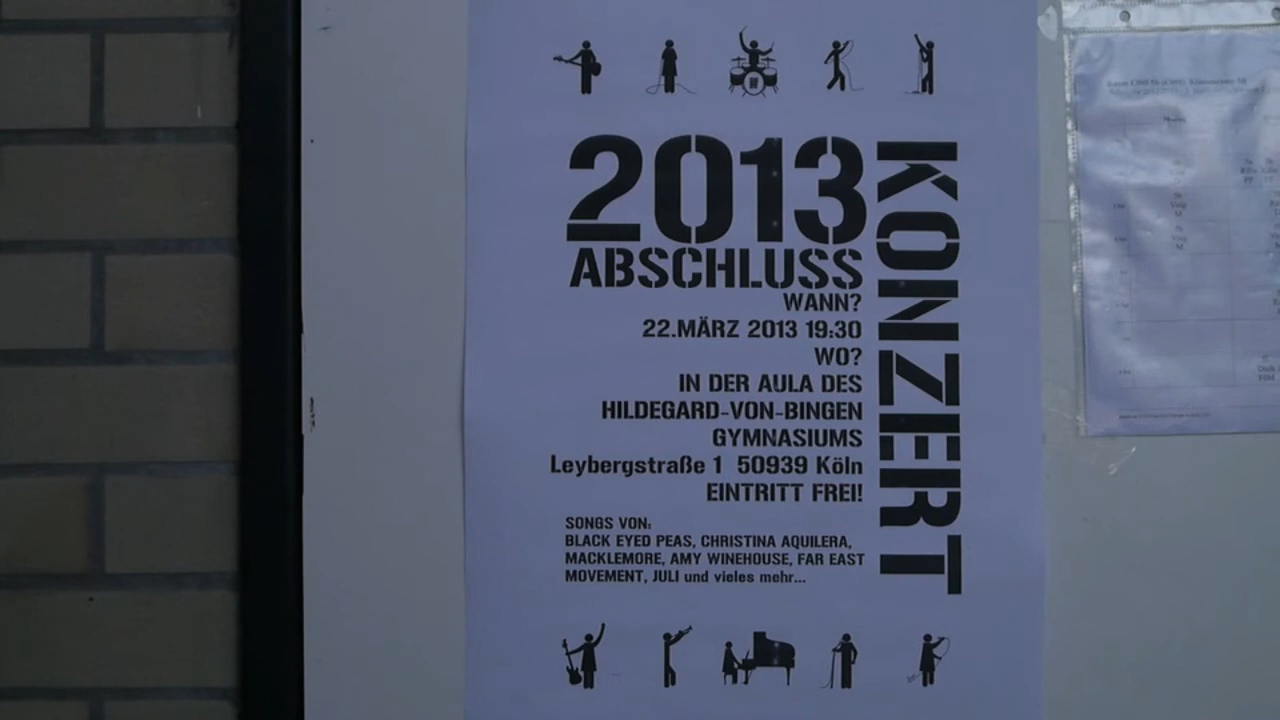 2013
ABSCHLUSS
KONZERT
WANN?
22.MÄRZ 2013 19:30
WO?
IN DER AULA DES
HILDEGARD-VON-BINGEN
GYMNASIUMS
Leybergstraße 1 50939 Köln
EINTRITT FREI!
SONGS VON:
BLACK EYED PEAS, CHRISTINA AQUILERA,
MACKLEMORE, AMY WINEHOUSE, FAR EAST
MOVEMENT, JULI und vieles mehr...